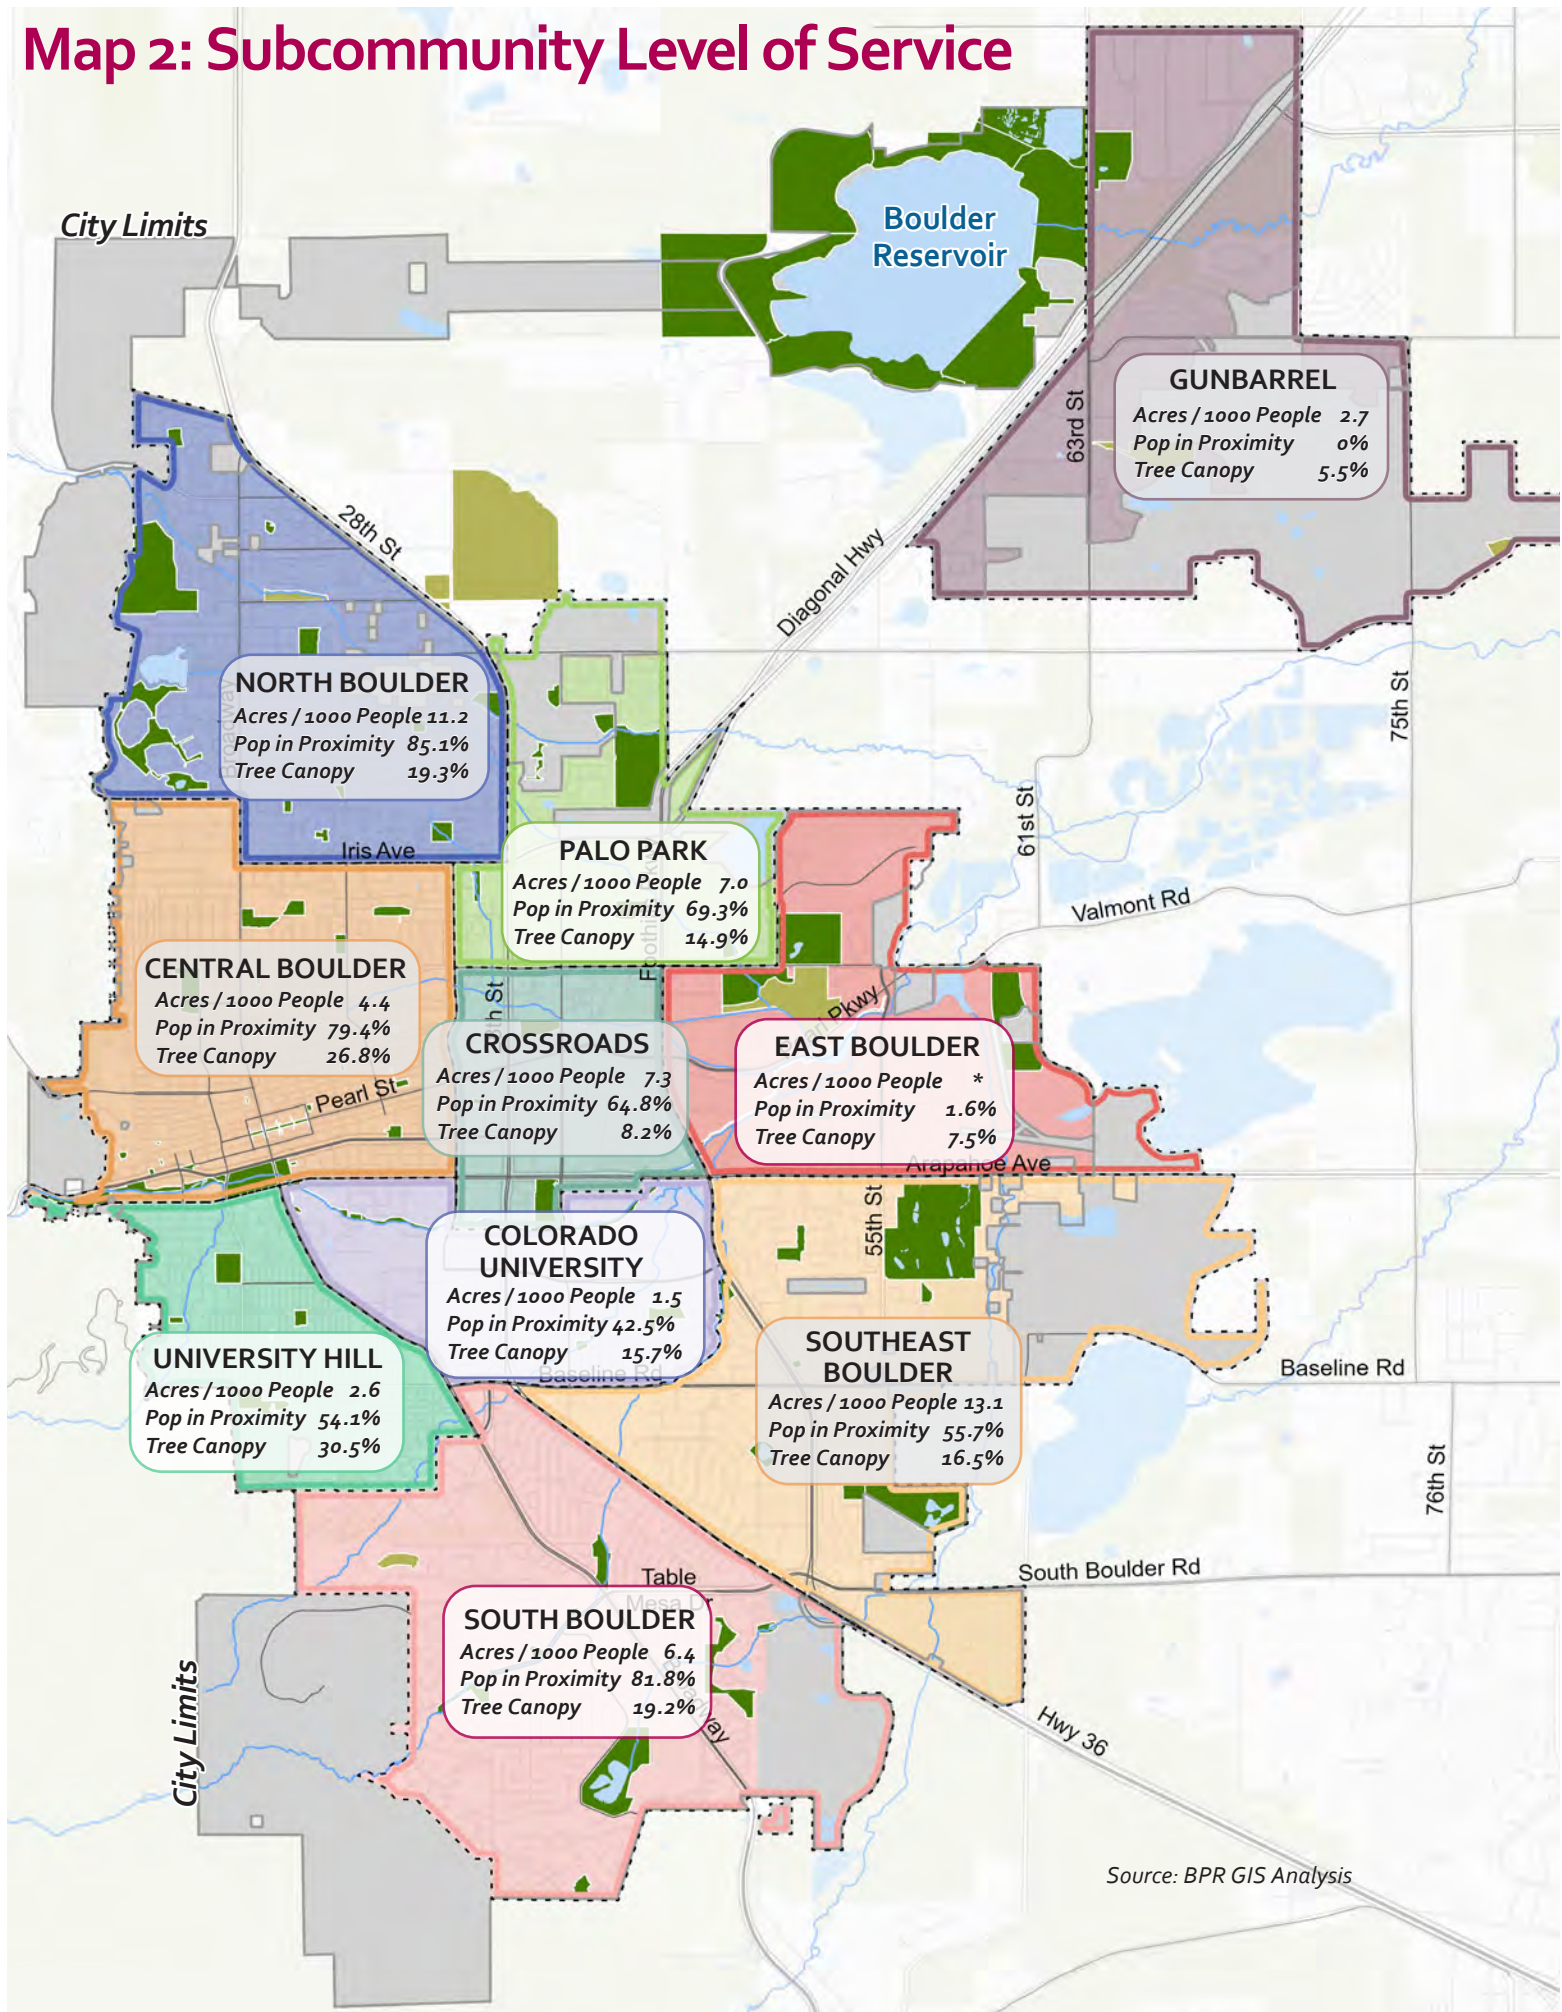 Map 2: Subcommunity Level of Service
City Limits
Boulder
Reservoir
GUNBARREL
Acres / 1000 People 2.7
Pop in Proximity 0%
Tree Canopy 5.5%
63rd St
28th St
Diagonal Hwy
NORTH BOULDER
Acres / 1000 People 11.2
Pop in Proximity 85.1%
Tree Canopy 19.3%
Broadway
75th St
61st St
Iris Ave
PALO PARK
Acres / 1000 People 7.0
Pop in Proximity 69.3%
Tree Canopy 14.9%
Valmont Rd
CENTRAL BOULDER
Acres / 1000 People 4.4
Pop in Proximity 79.4%
Tree Canopy 26.8%
St
Pkwy
CROSSROADS
Acres / 1000 People 7.3
Pop in Proximity 64.8%
Tree Canopy 8.2%
EAST BOULDER
Acres / 1000 People *
Pop in Proximity 1.6%
Tree Canopy 7.5%
Pearl St
Arapahoe Ave
55th St
COLORADO
UNIVERSITY
Acres / 1000 People 1.5
Pop in Proximity 42.5%
Tree Canopy 15.7%
Baseline Rd
UNIVERSITY HILL
Acres / 1000 People 2.6
Pop in Proximity 54.1%
Tree Canopy 30.5%
SOUTHEAST
BOULDER
Acres / 1000 People 13.1
Pop in Proximity 55.7%
Tree Canopy 16.5%
Baseline Rd
76th St
South Boulder Rd
Table
Mesa Dr
SOUTH BOULDER
Acres / 1000 People 6.4
Pop in Proximity 81.8%
Tree Canopy 19.2%
Broadway
City Limits
Hwy 36
Source: BPR GIS Analysis